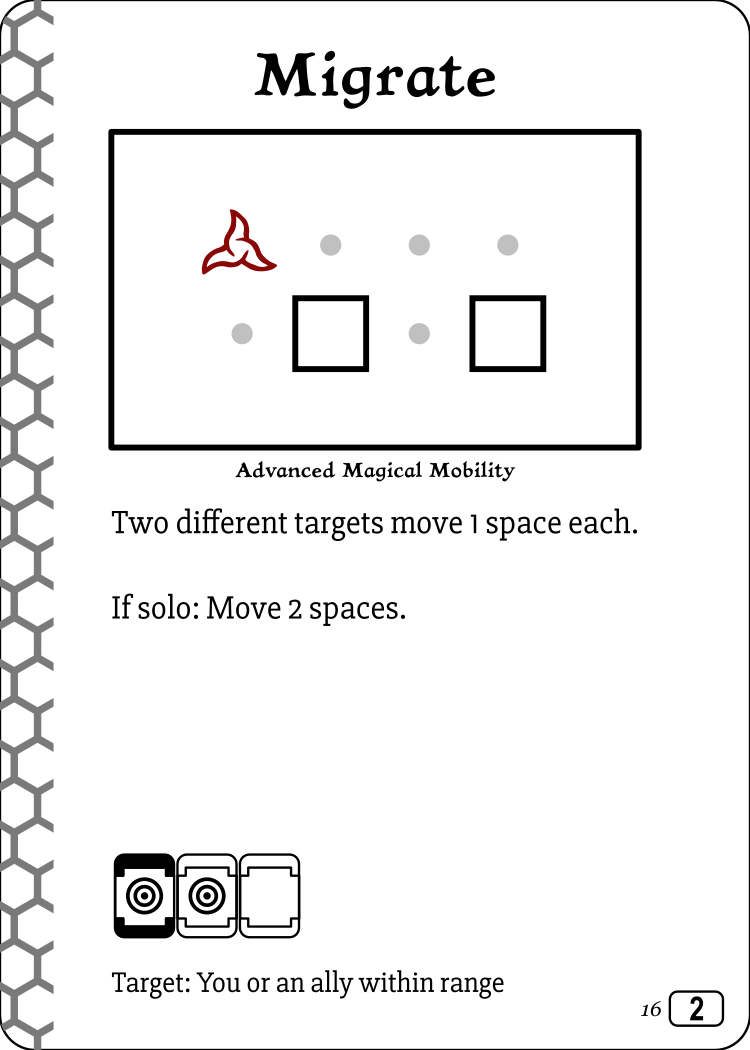 Migrate
Advanced Magical Mobility
Two different targets move 1 space each.
If solo: Move 2 spaces.
Target: You or an ally within range
16 2